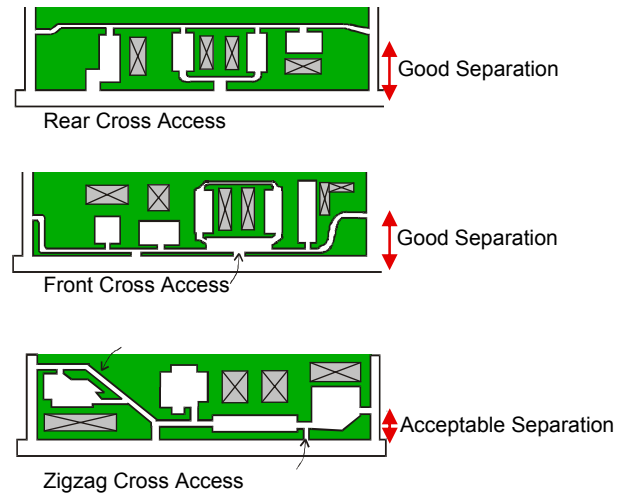 Good Separation
Rear Cross Access
Good Separation
Front Cross Access
Acceptable Separation
Zigzag Cross Access